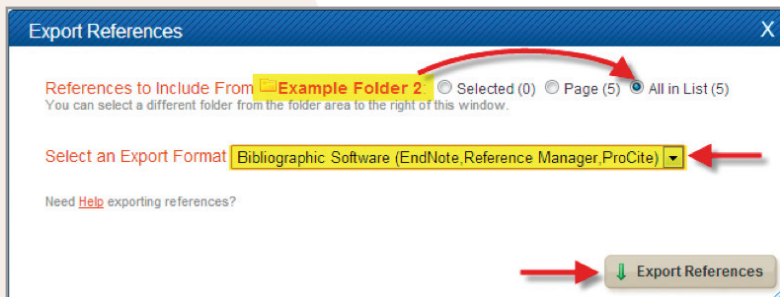 Export References X
References to Include From Example Folder 2: Selected (0) Page (5) All in List (5)
You can select a different folder from the folder area to the right of this window.
Select an Export Format Bibliographic Software (EndNote,Reference Manager,ProCite)
Need Help exporting references?
Export References